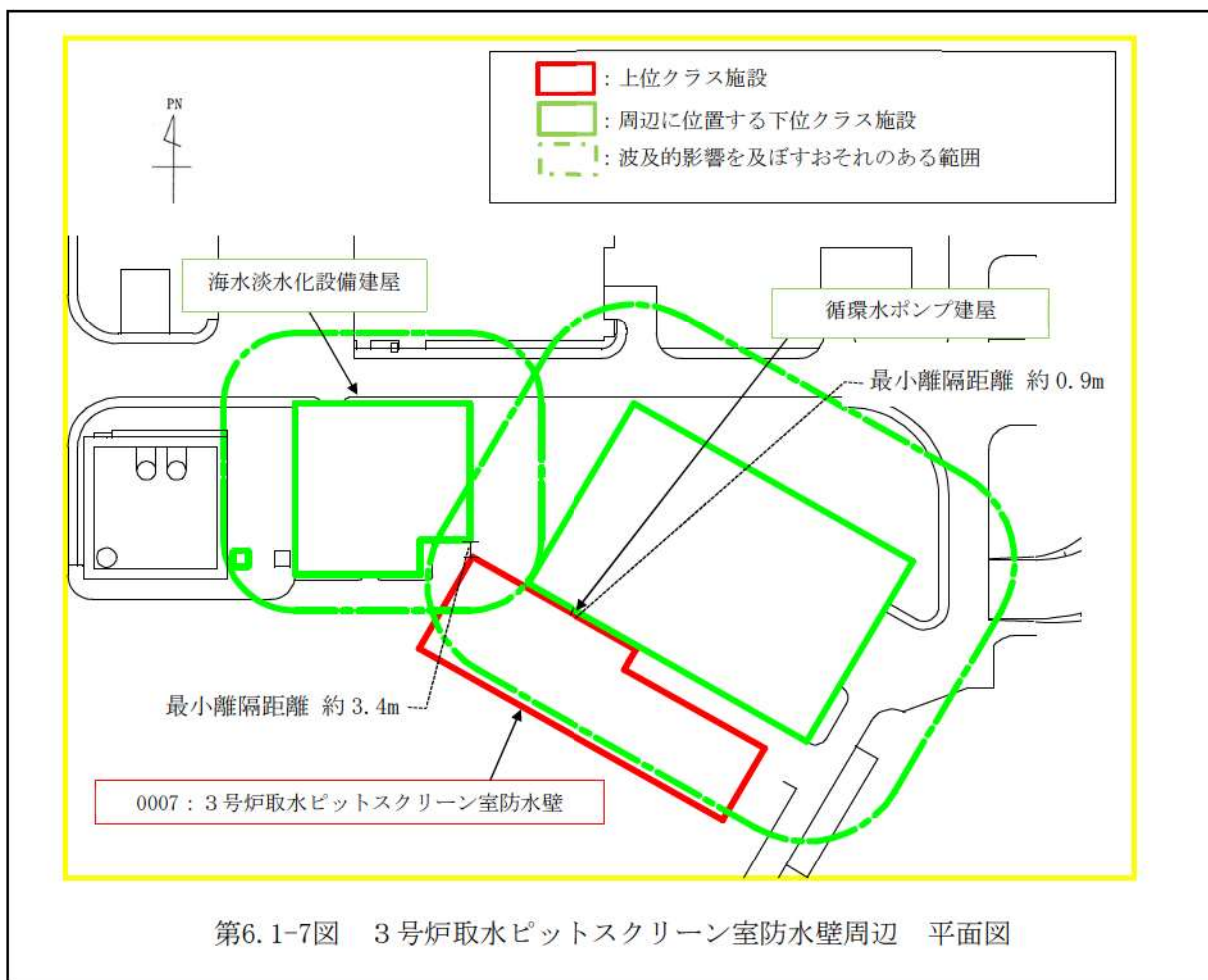 PN
：上位クラス施設
：周辺に位置する下位クラス施設
：波及的影響を及ぼすおそれのある範囲
海水淡水化設備建屋
循環水ポンプ建屋
最小離隔距離 約0.9m
最小離隔距離 約3.4m
0007：３号炉取水ピットスクリーン室防水壁
第6.1-7図　３号炉取水ピットスクリーン室防水壁周辺　平面図